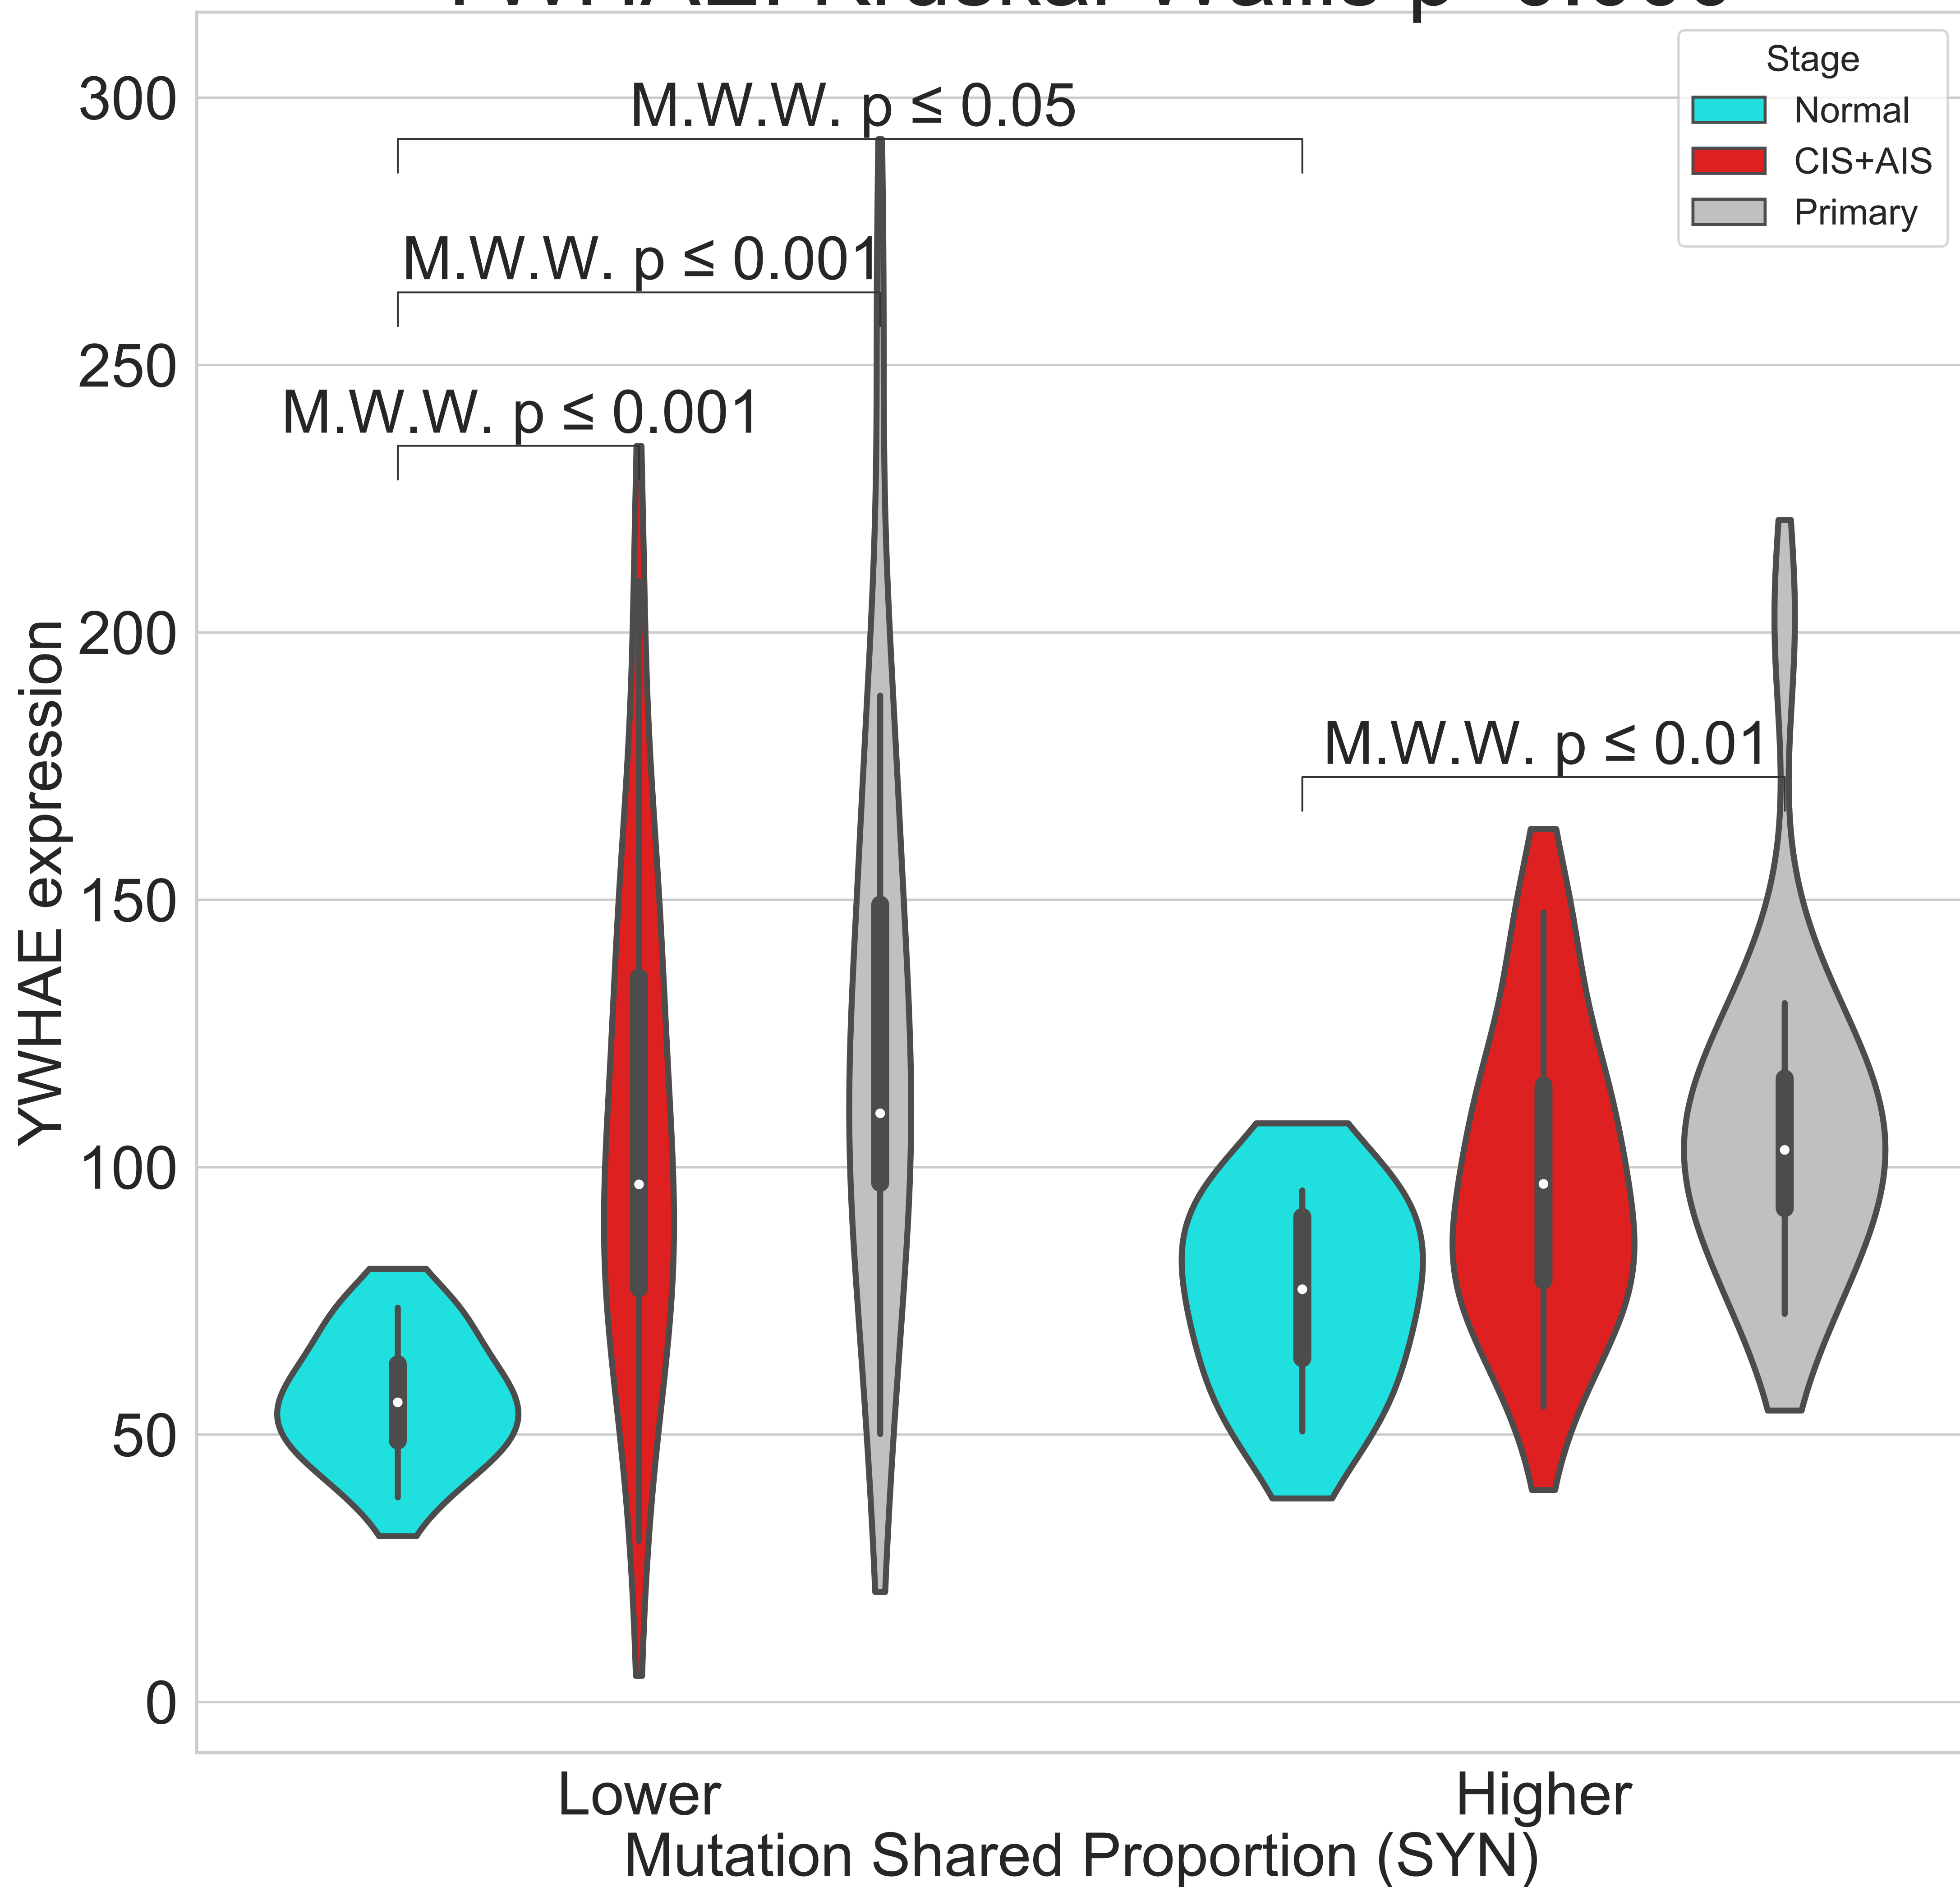 300
250
200
150
100
50
0
YWHAE expression
M.W.W. p ≤ 0.05
M.W.W. p ≤ 0.001
M.W.W. p ≤ 0.001
M.W.W. p ≤ 0.01
Stage
Normal
CIS+AIS
Primary
Lower
Higher
Mutation Shared Proportion (SYN)